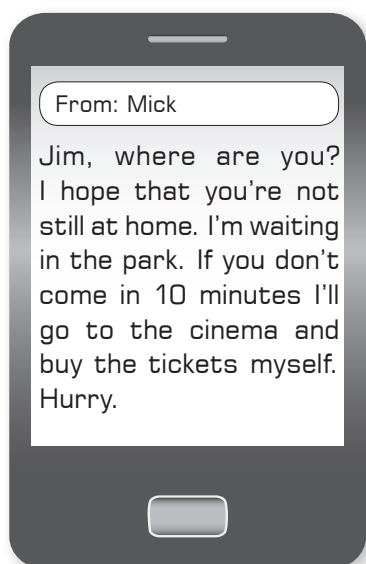 From: Mick
Jim, where are you?
I hope that you're not
still at home. I'm waiting
in the park. If you don't
come in 10 minutes I'll
go to the cinema and
buy the tickets myself.
Hurry.